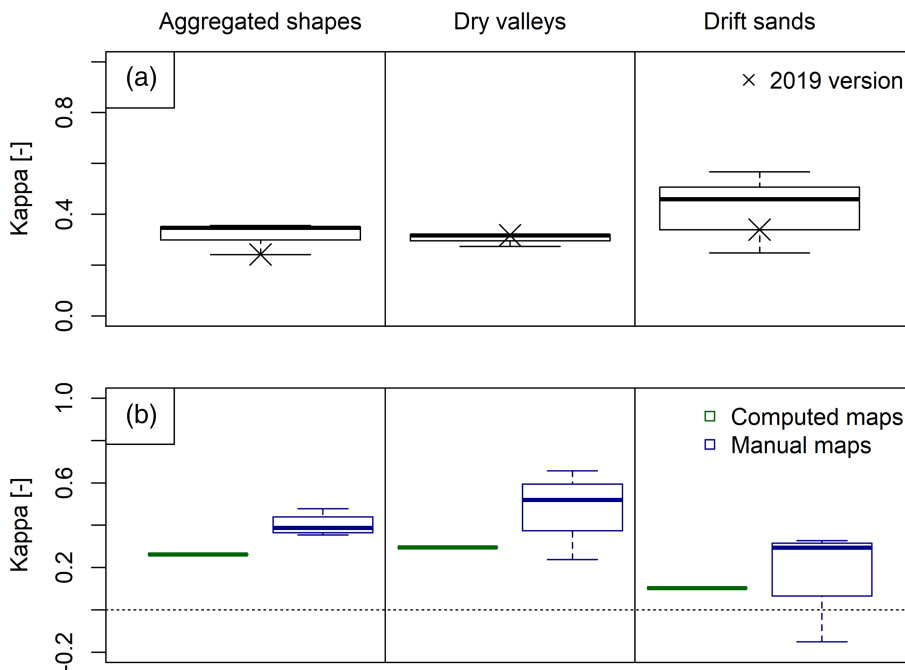 Aggregated shapes Dry valleys Drift sands
(a)
× 2019 version
Kappa [-]
0.8
0.4
0.0
(b)
Computed maps
Manual maps
Kappa [-]
1.0
0.6
0.2
-0.2